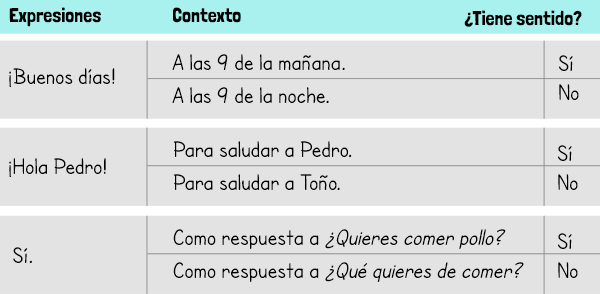 Expresiones Contexto ¿Tiene sentido?
¡Buenos días!
A las 9 de la mañana. Sí
A las 9 de la noche. No
¡Hola Pedro!
Para saludar a Pedro. Sí
Para saludar a Toño. No
Sí.
Como respuesta a ¿Quieres comer pollo? Sí
Como respuesta a ¿Qué quieres de comer? No